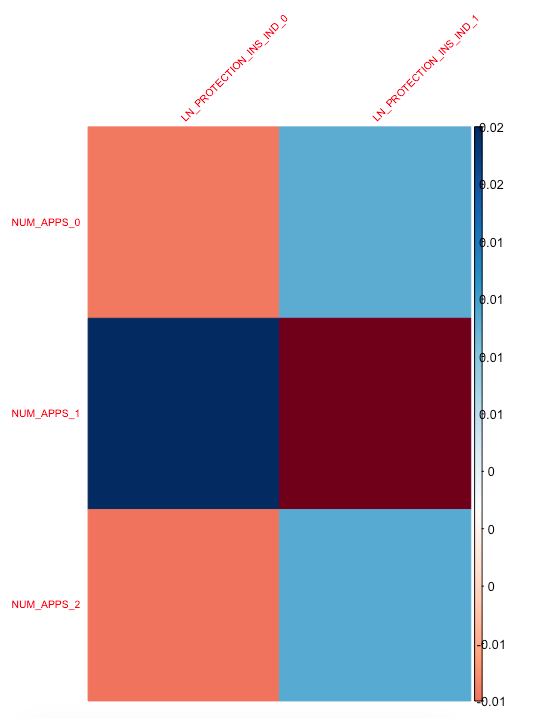 LN_PROTECTION_INS_IND_0
LN_PROTECTION_INS_IND_1
NUM_APPS_0
NUM_APPS_1
NUM_APPS_2
0.02
0.02
0.01
0.01
0.01
0.01
0
0
0
-0.01
-0.01